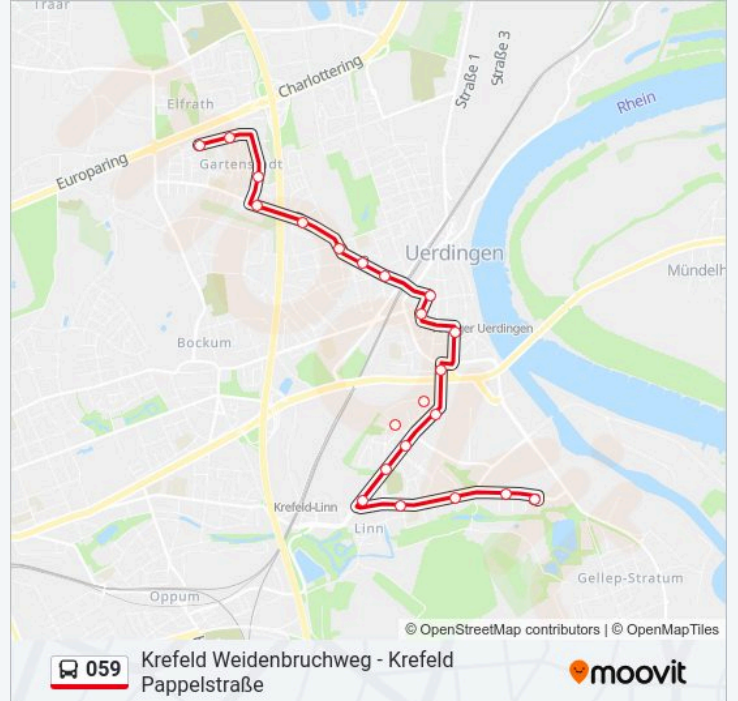 Traar
Straße 3
Straße 1
Charlottering
Elfrath
Rhein
Europaring
Gartenstadt
Uerdingen
Mündelh
ger Uerdingen
Bockum
Krefeld-Linn
Linn
Gellep-Stratum
Oppum
© OpenStreetMap contributors | © OpenMapTiles
059
Krefeld Weidenbruchweg - Krefeld
Pappelstraße
moovit